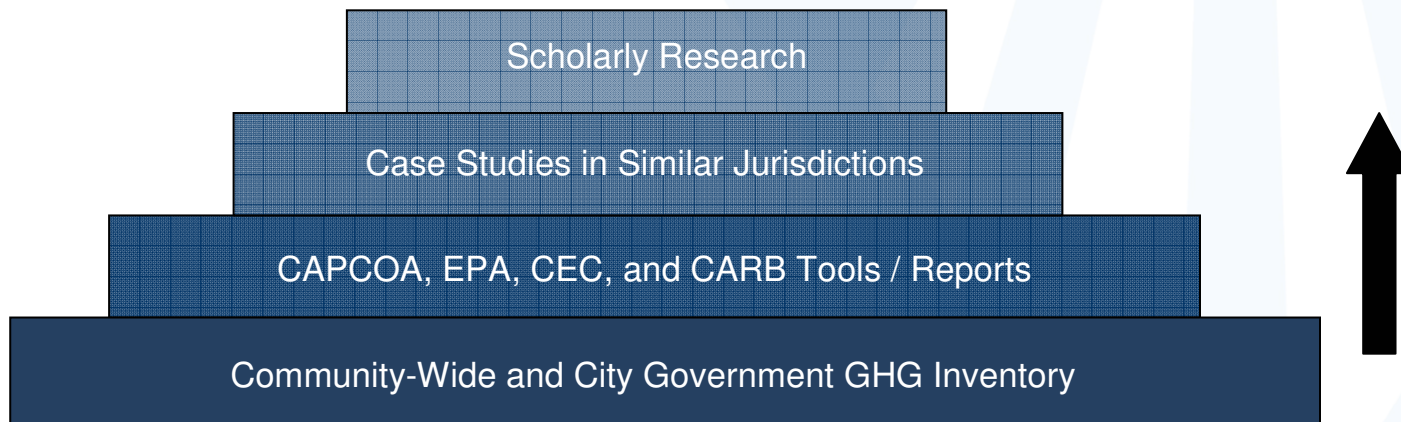 Scholarly Research
Case Studies in Similar Jurisdictions
CAPCOA, EPA, CEC, and CARB Tools / Reports
Community-Wide and City Government GHG Inventory